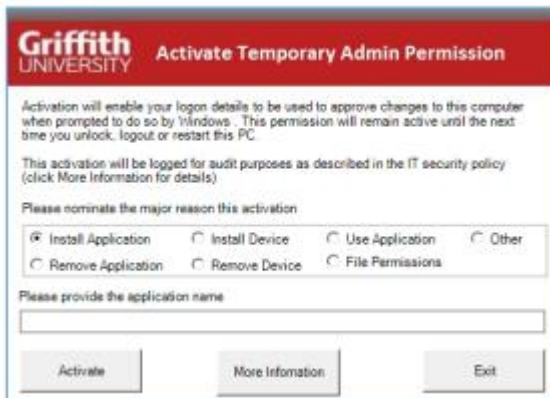 Griffith
UNIVERSITY
Activate Temporary Admin Permission
Activation will enable your logon details to be used to approve changes to this computer
when prompted to do so by Windows . This permission will remain active until the next
time you unlock, logout or restart this PC.
This activation will be logged for audit purposes as described in the IT security policy
(click More Information for details)
Please nominate the major reason this activation
Install Application Install Device Use Application Other
Remove Application Remove Device File Permissions
Please provide the application name
Activate More Infomation Exit